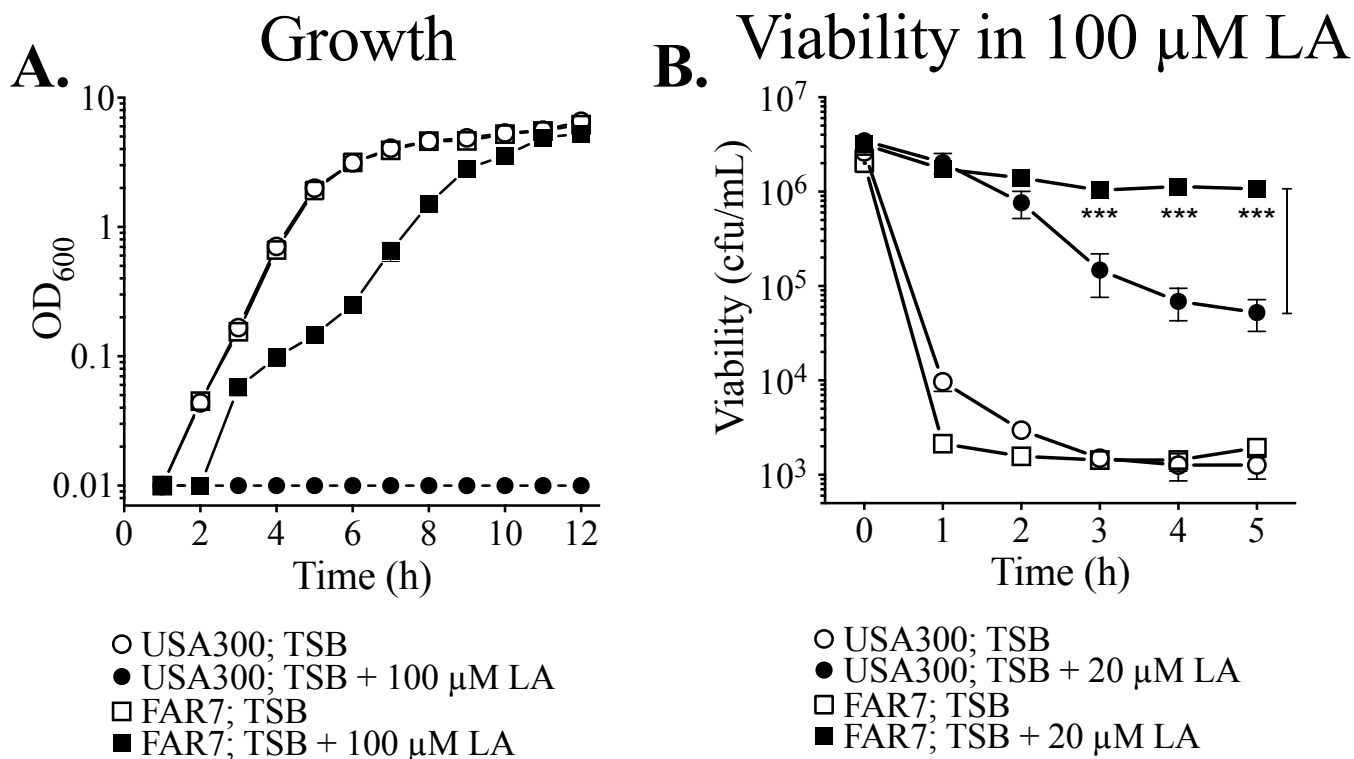 Growth
Viability in 100 µM LA
A.
B.
10
1
0.1
0.01
OD600
0 2 4 6 8 10 12
Time (h)
○ USA300; TSB
● USA300; TSB + 100 µM LA
□ FAR7; TSB
■ FAR7; TSB + 100 µM LA
10^7
10^6
10^5
10^4
10^3
Viability (cfu/mL)
*** *** ***
0 1 2 3 4 5
Time (h)
○ USA300; TSB
● USA300; TSB + 20 µM LA
□ FAR7; TSB
■ FAR7; TSB + 20 µM LA